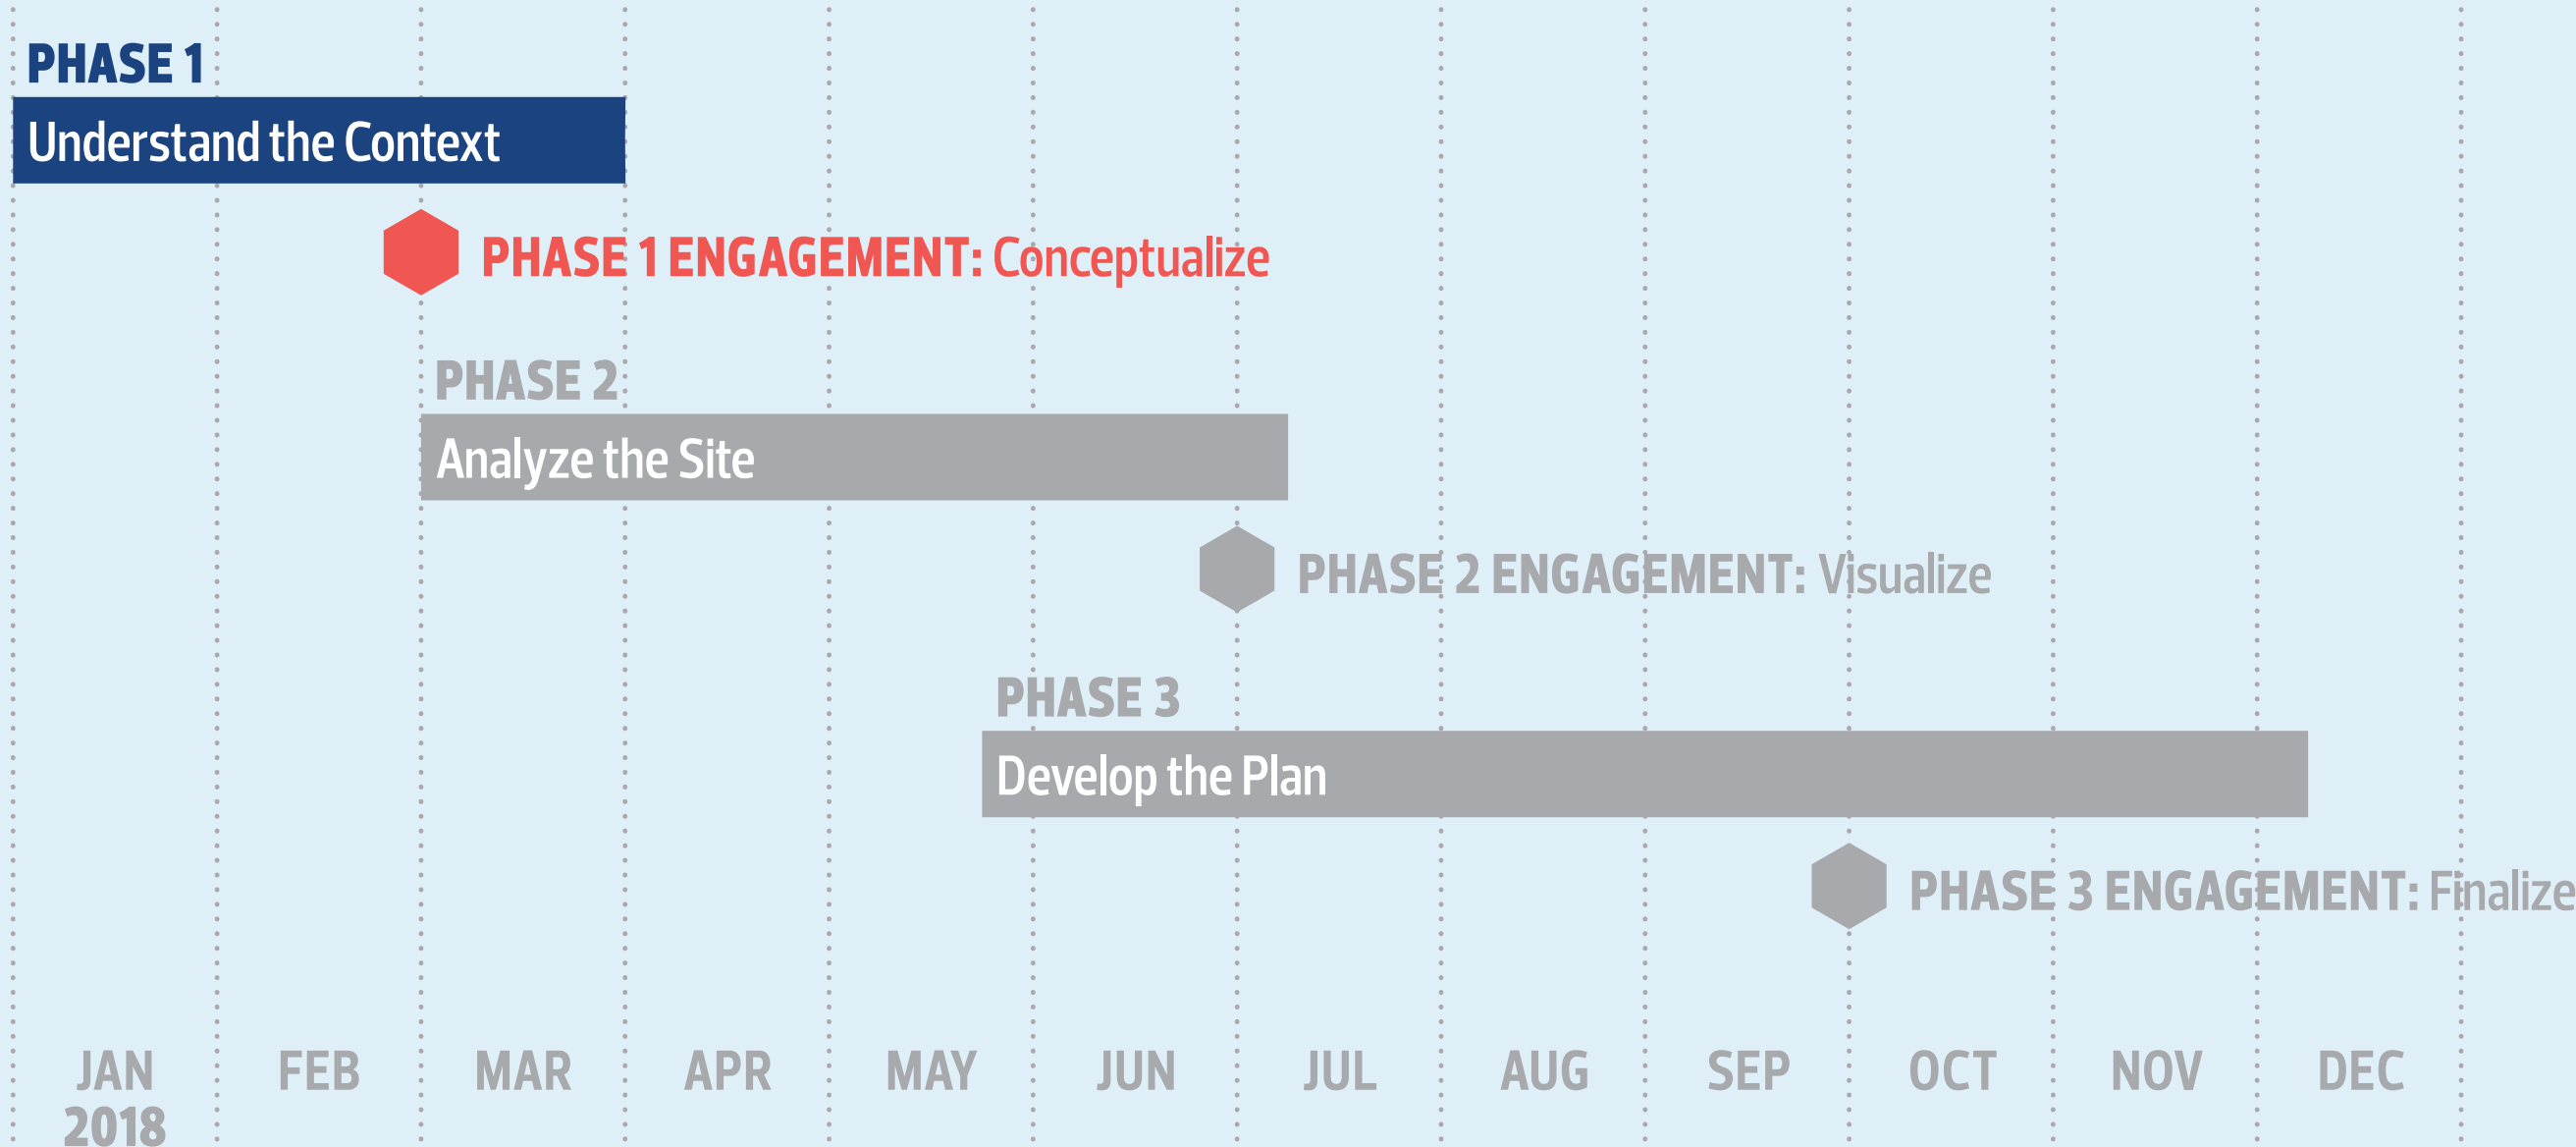 PHASE 1
Understand the Context
PHASE 1 ENGAGEMENT: Conceptualize
PHASE 2
Analyze the Site
PHASE 2 ENGAGEMENT: Visualize
PHASE 3
Develop the Plan
PHASE 3 ENGAGEMENT: Finalize
JAN FEB MAR APR MAY JUN JUL AUG SEP OCT NOV DEC
2018